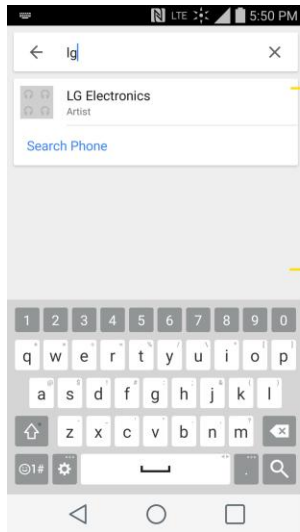 LTE 5:50 PM
lg
LG Electronics
Artist
Search Phone
1 2 3 4 5 6 7 8 9 0
q w e r t y u i o p
a s d f g h j k l
z x c v b n m
☺1# .